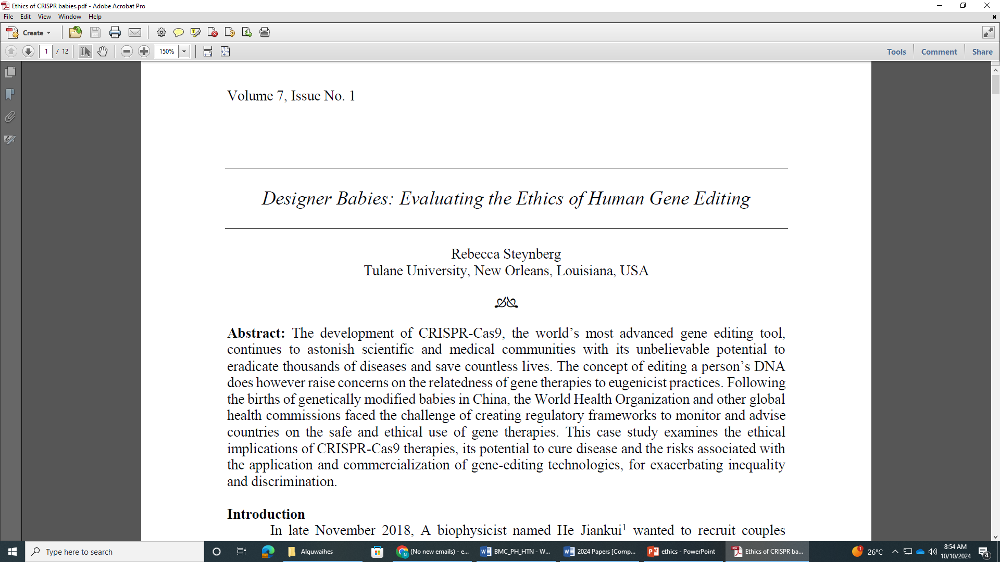 Ethics of CRISPR babies.pdf - Adobe Acrobat Pro
File Edit View Window Help
Create
1 / 12
150%
Tools Comment Share
Volume 7, Issue No. 1
Designer Babies: Evaluating the Ethics of Human Gene Editing
Rebecca Steynberg
Tulane University, New Orleans, Louisiana, USA
Abstract: The development of CRISPR-Cas9, the world’s most advanced gene editing tool,
continues to astonish scientific and medical communities with its unbelievable potential to
eradicate thousands of diseases and save countless lives. The concept of editing a person’s DNA
does however raise concerns on the relatedness of gene therapies to eugenicist practices. Following
the births of genetically modified babies in China, the World Health Organization and other global
health commissions faced the challenge of creating regulatory frameworks to monitor and advise
countries on the safe and ethical use of gene therapies. This case study examines the ethical
implications of CRISPR-Cas9 therapies, its potential to cure disease and the risks associated with
the application and commercialization of gene-editing technologies, for exacerbating inequality
and discrimination.
Introduction
In late November 2018, A biophysicist named He Jiankui¹ wanted to recruit couples
Type here to search
Alguwaihes
(No new emails) - e...
BMC_PH_HTN - W...
2024 Papers [Comp...
ethics - PowerPoint
Ethics of CRISPR ba...
26°C
8:54 AM
10/10/2024
4